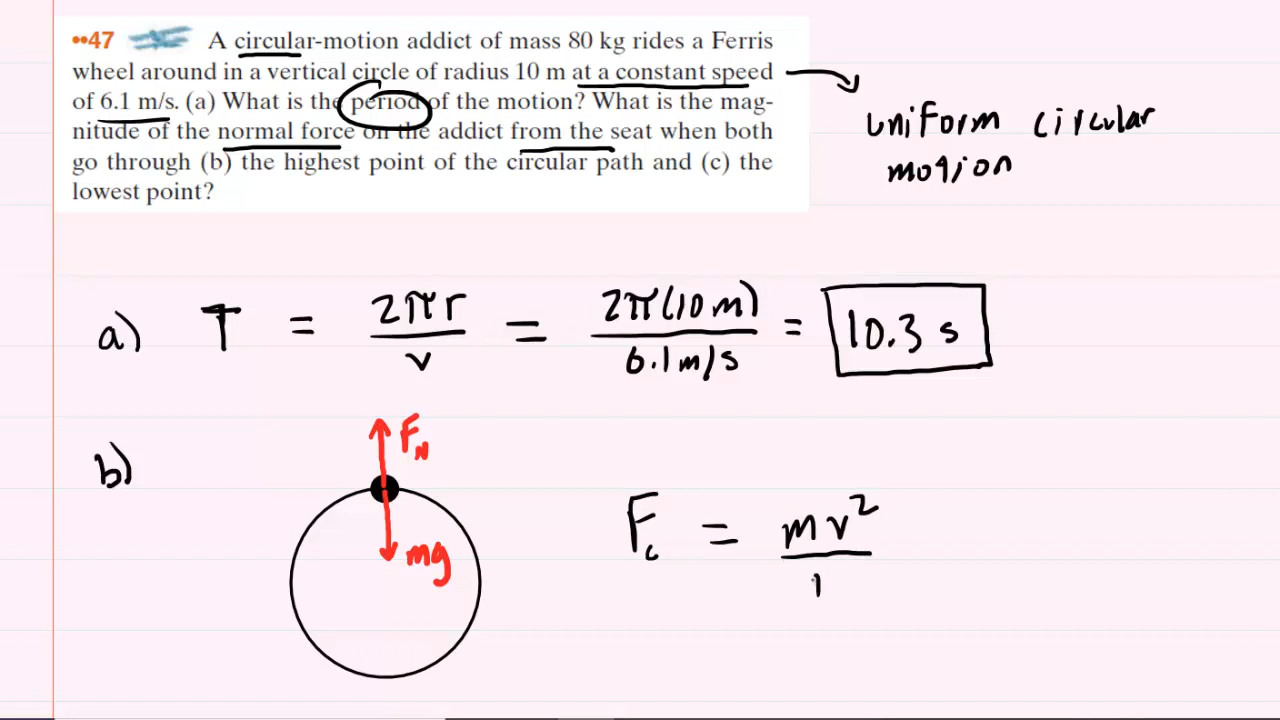 ••47 A circular-motion addict of mass 80 kg rides a Ferris
wheel around in a vertical circle of radius 10 m at a constant speed
of 6.1 m/s. (a) What is the period of the motion? What is the mag-
nitude of the normal force on the addict from the seat when both
go through (b) the highest point of the circular path and (c) the
lowest point?
uniform circular
motion
a) T = 2πr / v = 2π(10m) / 6.1m/s = 10.3 s
b)
F_N
mg
F_c = mv² /